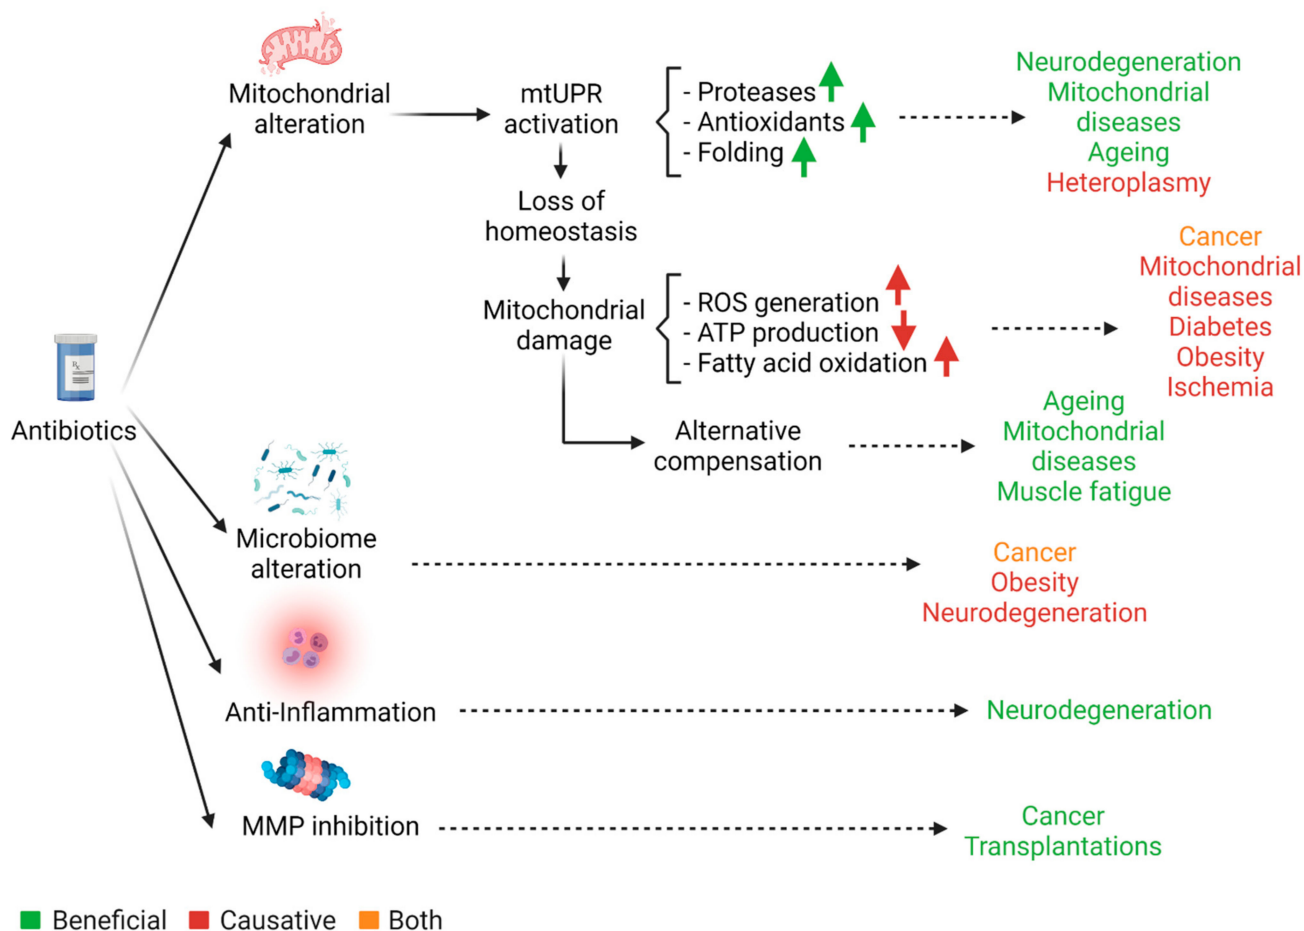 Mitochondrial
alteration
mtUPR
activation
- Proteases
- Antioxidants
- Folding
Neurodegeneration
Mitochondrial
diseases
Ageing
Heteroplasmy
Loss of
homeostasis
Mitochondrial
damage
- ROS generation
- ATP production
- Fatty acid oxidation
Cancer
Mitochondrial
diseases
Diabetes
Obesity
Ischemia
Alternative
compensation
Ageing
Mitochondrial
diseases
Muscle fatigue
Rx
Antibiotics
Microbiome
alteration
Cancer
Obesity
Neurodegeneration
Anti-Inflammation
Neurodegeneration
MMP inhibition
Cancer
Transplantations
Beneficial
Causative
Both